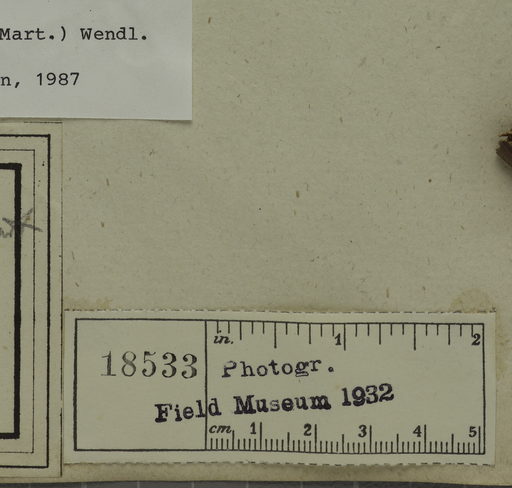 Mart.) Wendl.
n, 1987
in. 1 2
18533 Photogr.
Field Museum 1932
cm. 1 2 3 4 5